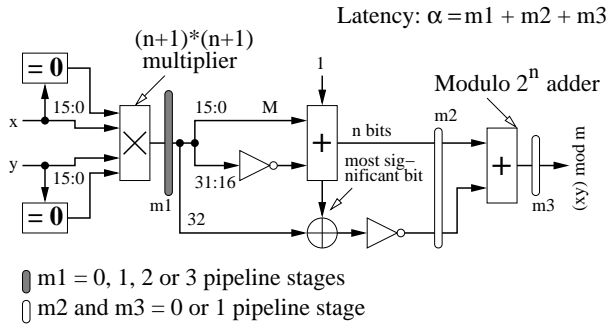 Latency: α = m1 + m2 + m3
(n+1)*(n+1)
multiplier
= 0
15:0
x
y
15:0
= 0
m1
15:0
M
31:16
32
1
+
n bits
most sig–
nificant bit
m2
Modulo 2^n adder
+
m3
(xy) mod m
m1 = 0, 1, 2 or 3 pipeline stages
m2 and m3 = 0 or 1 pipeline stage